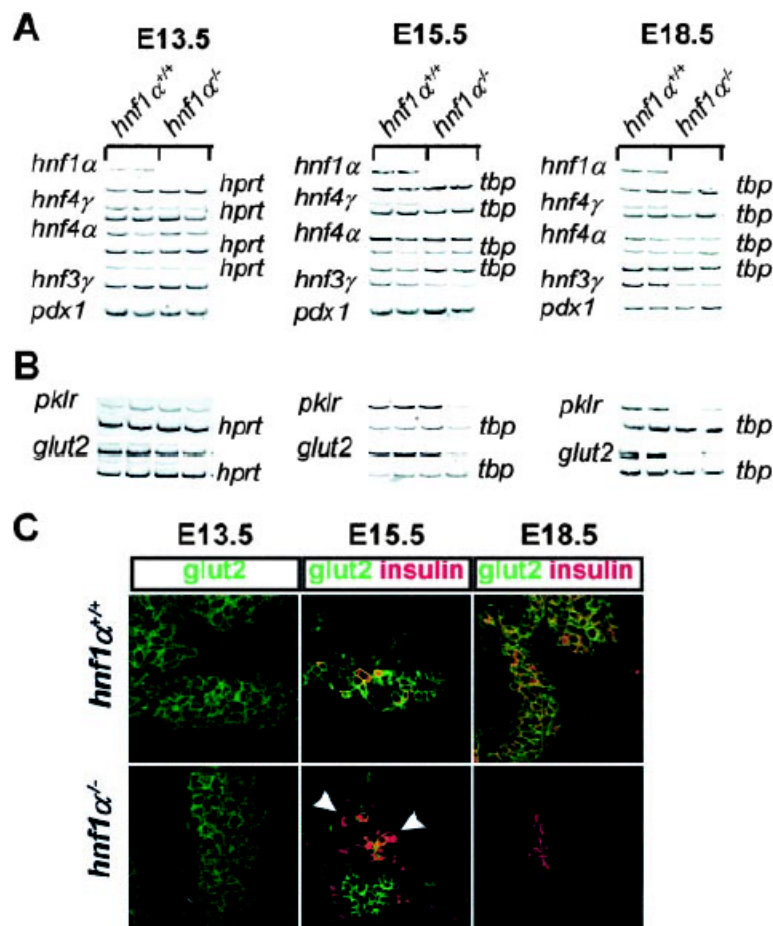 A
E13.5 E15.5 E18.5
hnf1α+/+ hnf1α-/- hnf1α+/+ hnf1α-/- hnf1α+/+ hnf1α-/-
hnf1α hnf1α hnf1α
hprt tbp tbp
hnf4γ hnf4γ hnf4γ
hprt tbp tbp
hnf4α hnf4α hnf4α
hprt tbp tbp
hprt tbp tbp
hnf3γ hnf3γ hnf3γ
pdx1 pdx1 pdx1
B
pklr pklr pklr
hprt tbp tbp
glut2 glut2 glut2
hprt tbp tbp
C
E13.5 E15.5 E18.5
glut2 glut2 insulin glut2 insulin
hnf1α+/+
hnf1α-/-